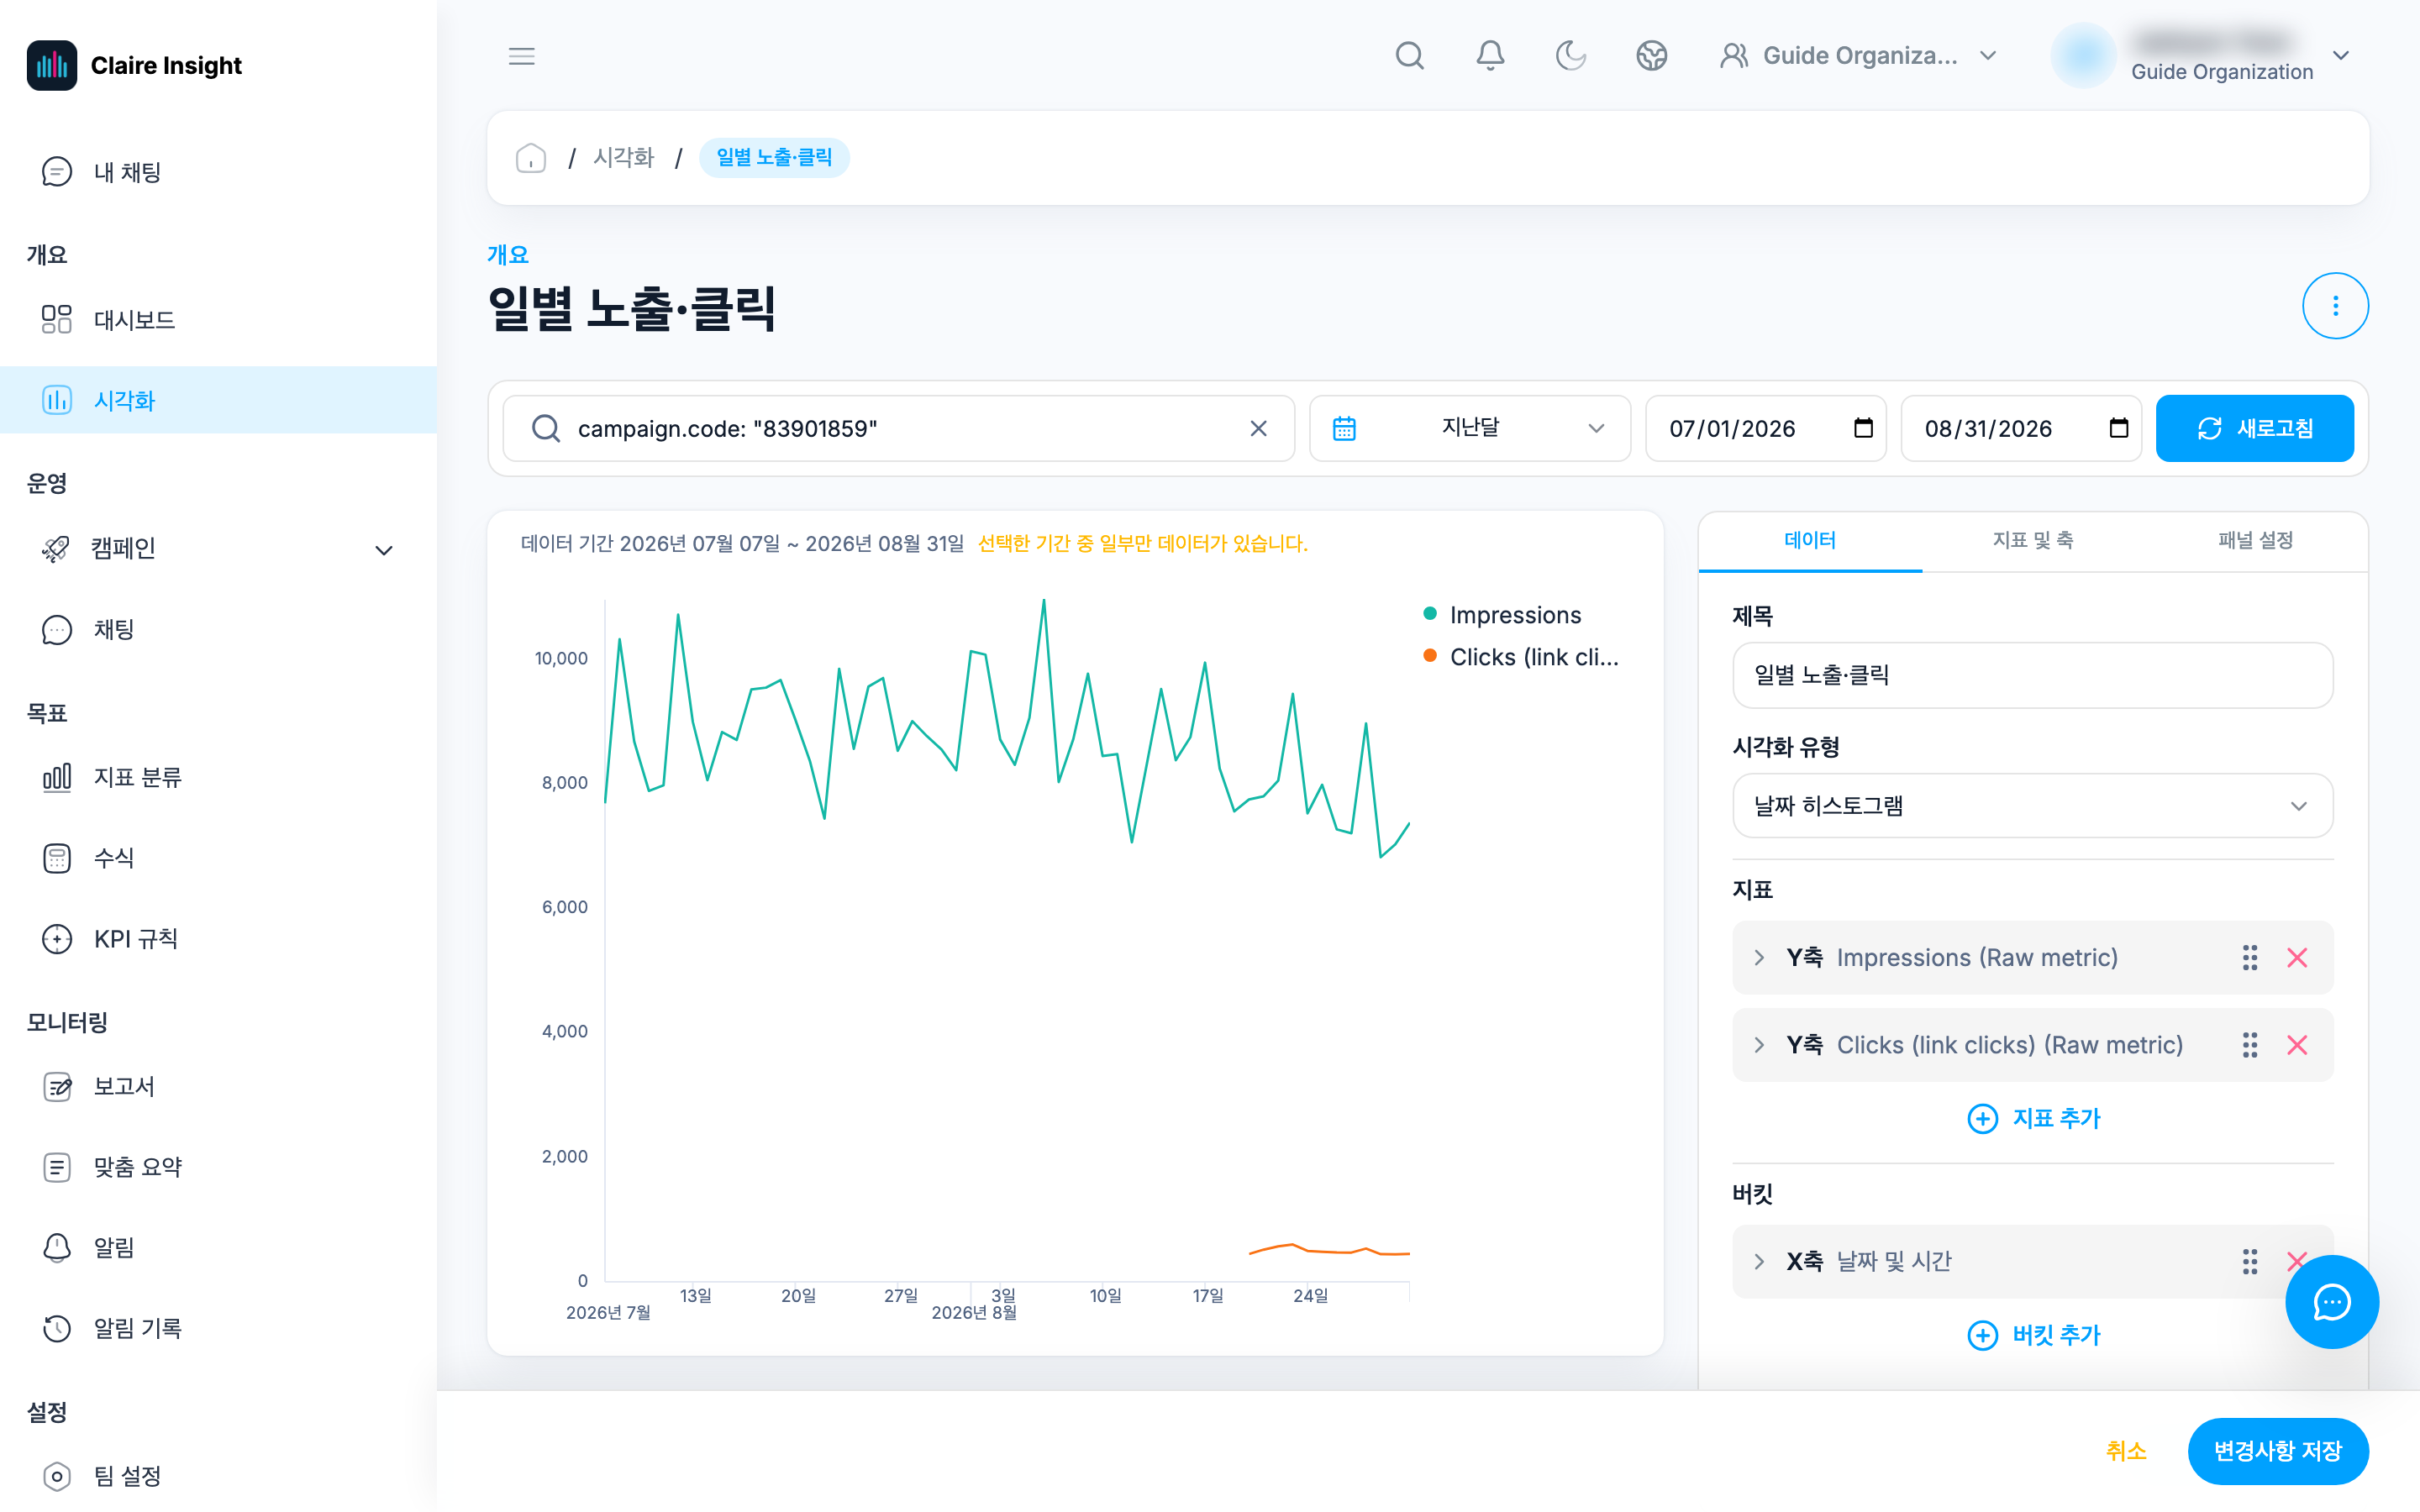 Claire Insight
내 채팅
개요
대시보드
시각화
운영
캠페인
채팅
목표
지표 분류
수식
KPI 규칙
모니터링
보고서
맞춤 요약
알림
알림 기록
설정
팀 설정
Guide Organiza...
Guide Organization
/ 시각화 / 일별 노출·클릭
개요
일별 노출·클릭
campaign.code: "83901859"
지난달
07/01/2026
08/31/2026
새로고침
데이터 기간 2026년 07월 07일 ~ 2026년 08월 31일 선택한 기간 중 일부만 데이터가 있습니다.
Impressions
Clicks (link cli...
10,000
8,000
6,000
4,000
2,000
0
13일 20일 27일 3일 10일 17일 24일
2026년 7월 2026년 8월
데이터
지표 및 축
패널 설정
제목
일별 노출·클릭
시각화 유형
날짜 히스토그램
지표
Y축 Impressions (Raw metric)
Y축 Clicks (link clicks) (Raw metric)
지표 추가
버킷
X축 날짜 및 시간
버킷 추가
취소
변경사항 저장